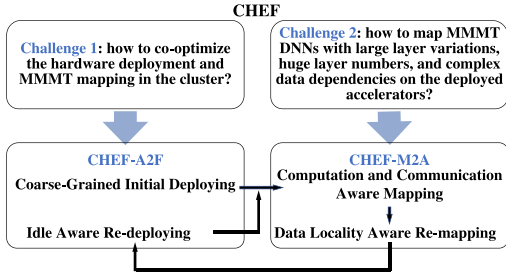 CHEF
Challenge 1: how to co-optimize
the hardware deployment and
MMMT mapping in the cluster?
Challenge 2: how to map MMMT
DNNs with large layer variations,
huge layer numbers, and complex
data dependencies on the deployed
accelerators?
CHEF-A2F
Coarse-Grained Initial Deploying
Idle Aware Re-deploying
CHEF-M2A
Computation and Communication
Aware Mapping
Data Locality Aware Re-mapping